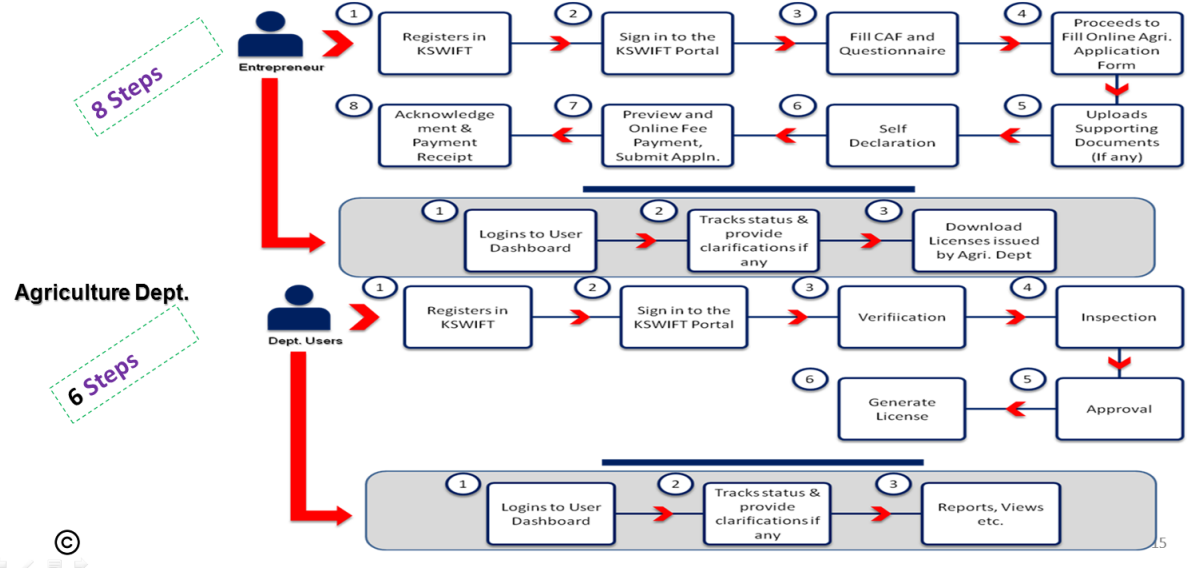 8 Steps
Entrepreneur
1
Registers in
KSWIFT
2
Sign in to the
KSWIFT Portal
3
Fill CAF and
Questionnaire
4
Proceeds to
Fill Online Agri.
Application
Form
5
Uploads
Supporting
Documents
(If any)
6
Self
Declaration
7
Preview and
Online Fee
Payment,
Submit Appln.
8
Acknowledge
ment &
Payment
Receipt
1
Logins to User
Dashboard
2
Tracks status &
provide
clarifications if
any
3
Download
Licenses issued
by Agri. Dept
Agriculture Dept.
6 Steps
Dept. Users
1
Registers in
KSWIFT
2
Sign in to the
KSWIFT Portal
3
Verifiication
4
Inspection
5
Approval
6
Generate
License
1
Logins to User
Dashboard
2
Tracks status &
provide
clarifications if
any
3
Reports, Views
etc.
©
15